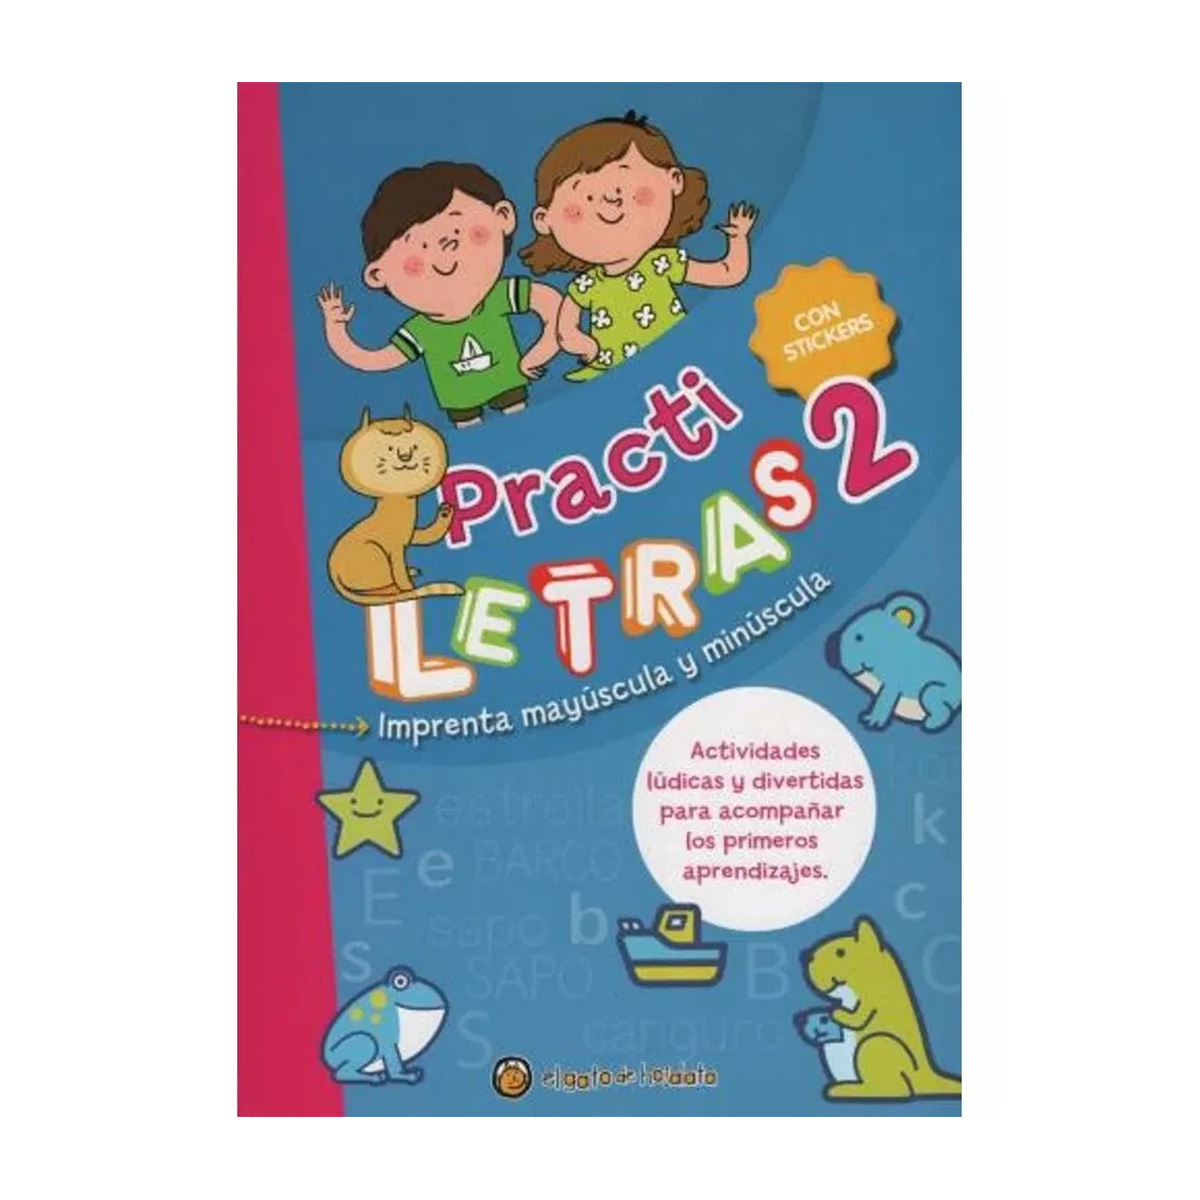 CON
STICKERS
Practi
LETRAS 2
Imprenta mayúscula y minúscula
Actividades
lúdicas y divertidas
para acompañar
los primeros
aprendizajes.
ko
estrella
k
BARCO
e
E
c
sapo
b
s
SAPO
B
C
S
canguro
el gato de hojalata